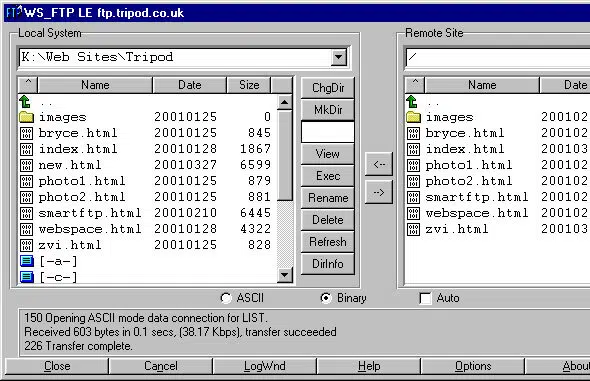 WS_FTP LE ftp.tripod.co.uk
Local System
K:\Web Sites\Tripod
^ Name Date Size
..
images 20010125 0
bryce.html 20010125 845
index.html 20010128 1867
new.html 20010327 6599
photo1.html 20010125 879
photo2.html 20010125 881
smartftp.html 20010210 6445
webspace.html 20010128 4322
zvi.html 20010125 828
[-a-]
[-c-]
ChgDir
MkDir
View
Exec
Rename
Delete
Refresh
DirInfo
<--
-->
Remote Site
/
^ Name Date
..
images 200102
bryce.html 200102
index.html 200103
photo1.html 200102
photo2.html 200102
smartftp.html 200102
webspace.html 200102
zvi.html 200103
ASCII Binary Auto
150 Opening ASCII mode data connection for LIST.
Received 603 bytes in 0.1 secs, (38.17 Kbps), transfer succeeded
226 Transfer complete.
Close Cancel LogWnd Help Options About